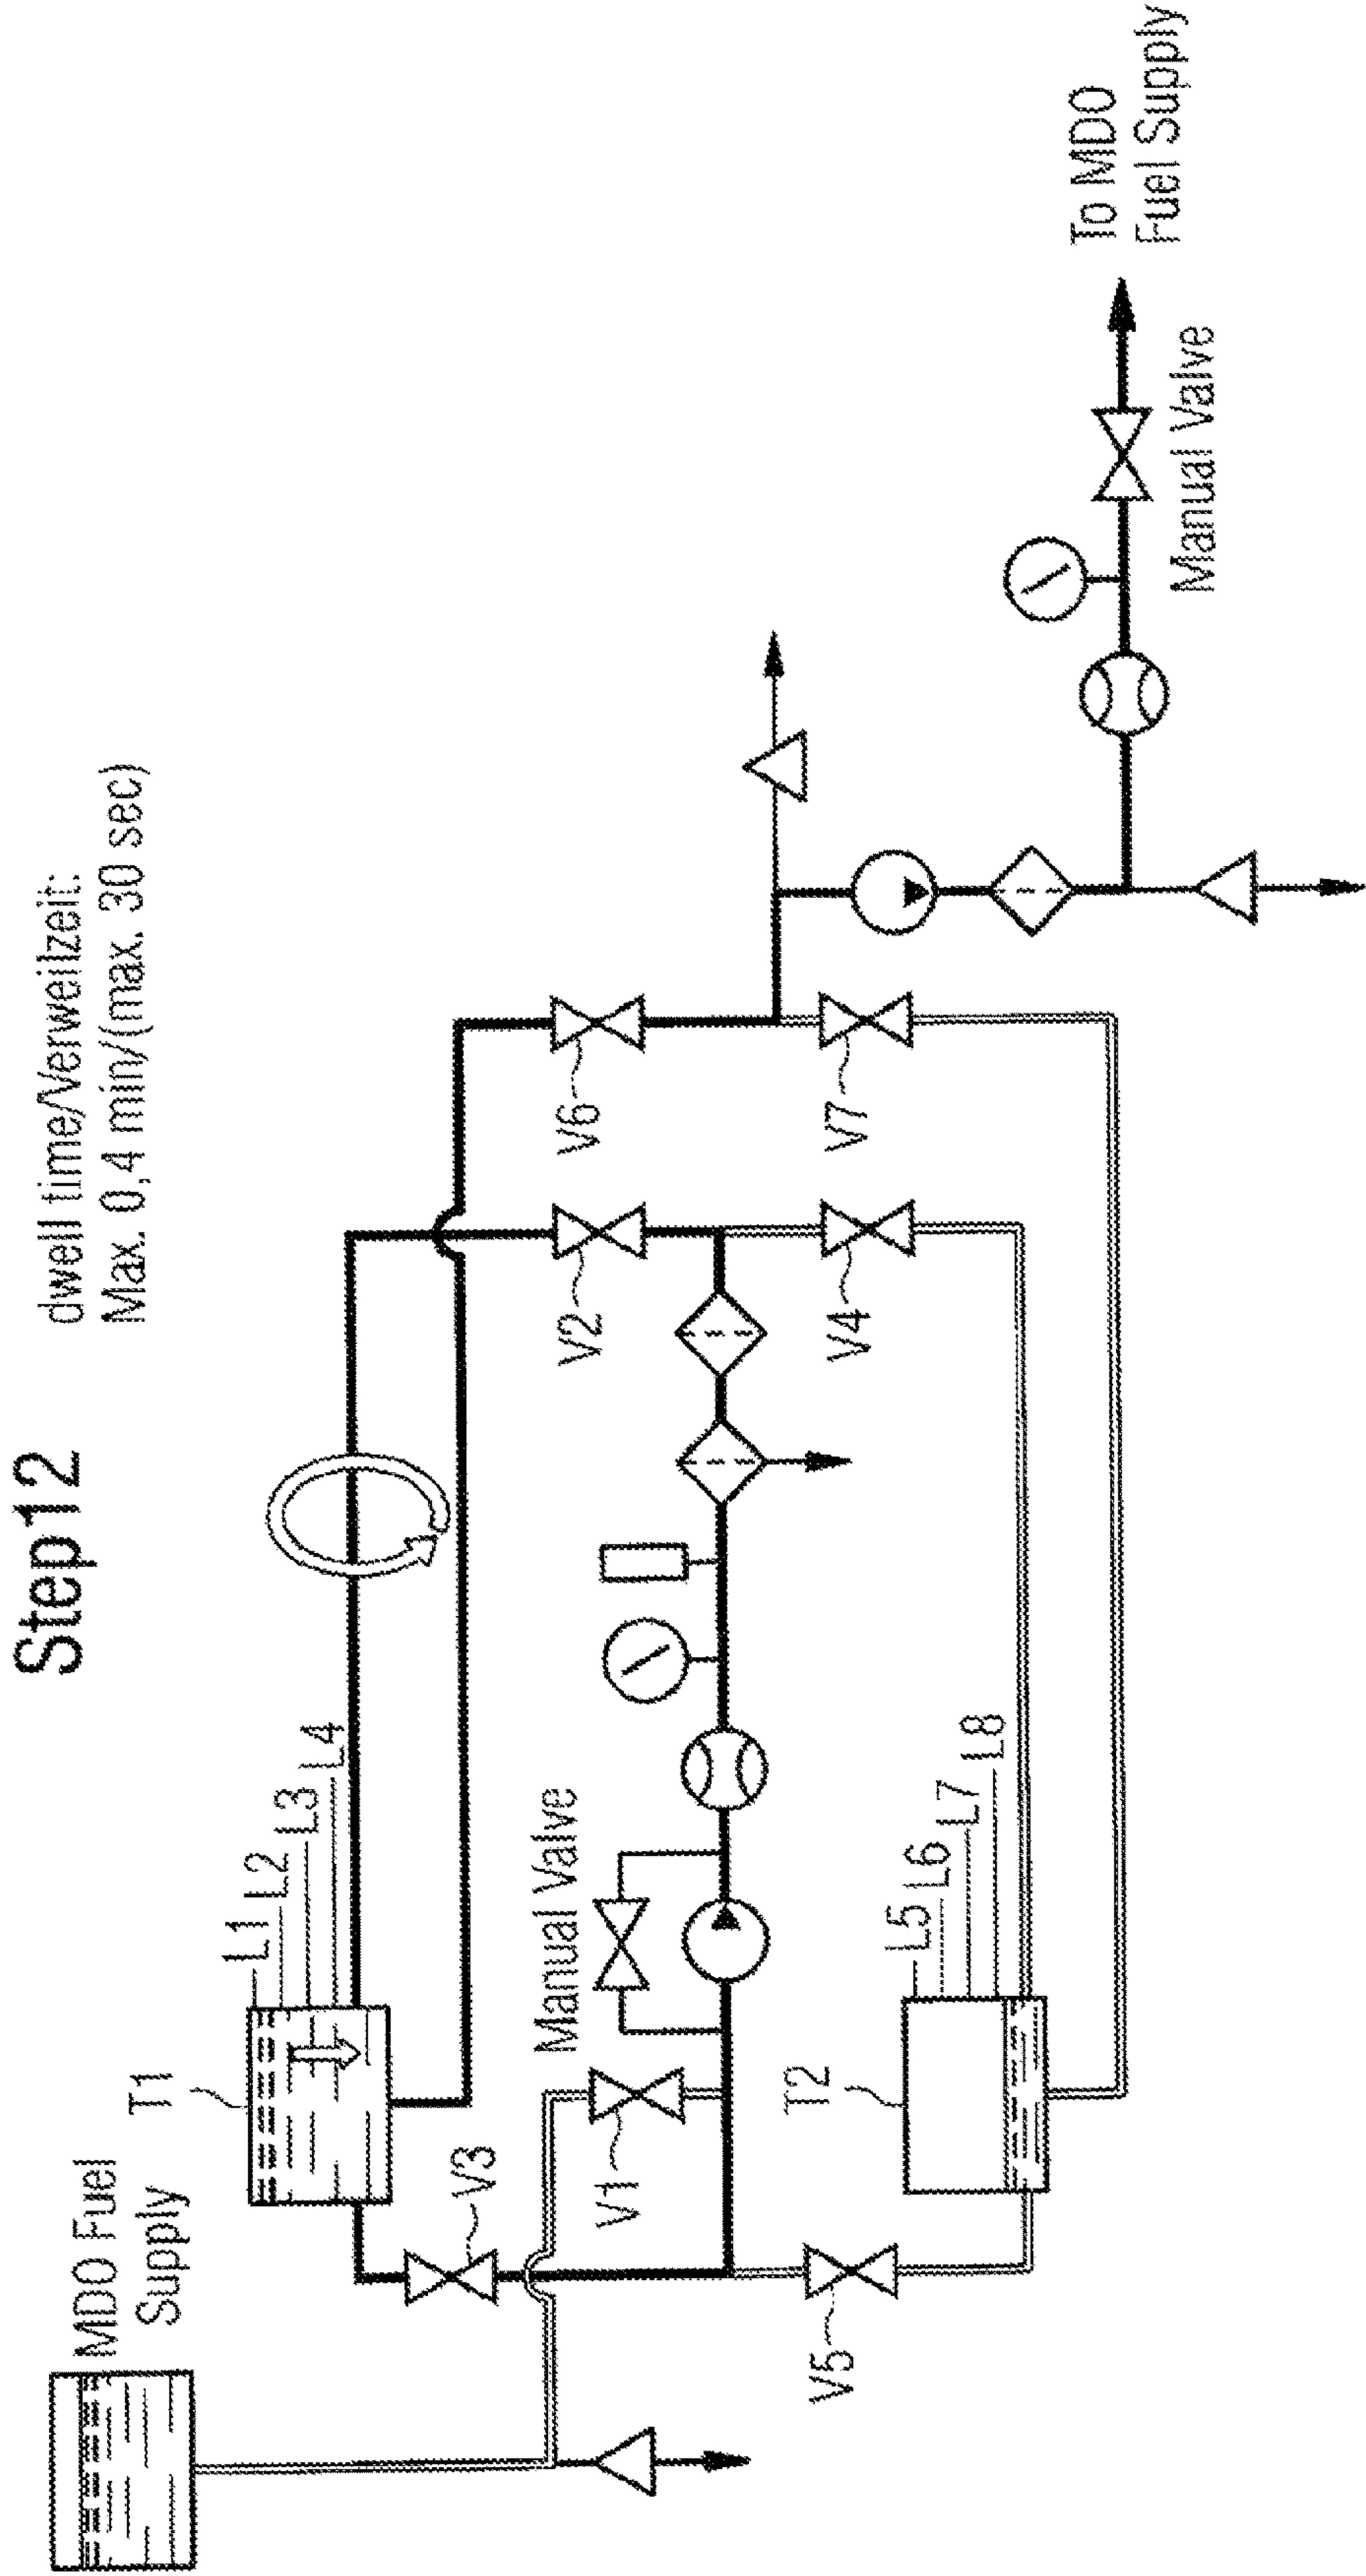 Step12
dwell time/Verweilzeit:
Max. 0,4 min/(max. 30 sec)
MDO Fuel
Supply
T1
L1
L2
L3
L4
V3
V1
Manual Valve
V2
V6
T2
L5
L6
L7
L8
V5
V4
V7
Manual Valve
To MDO
Fuel Supply